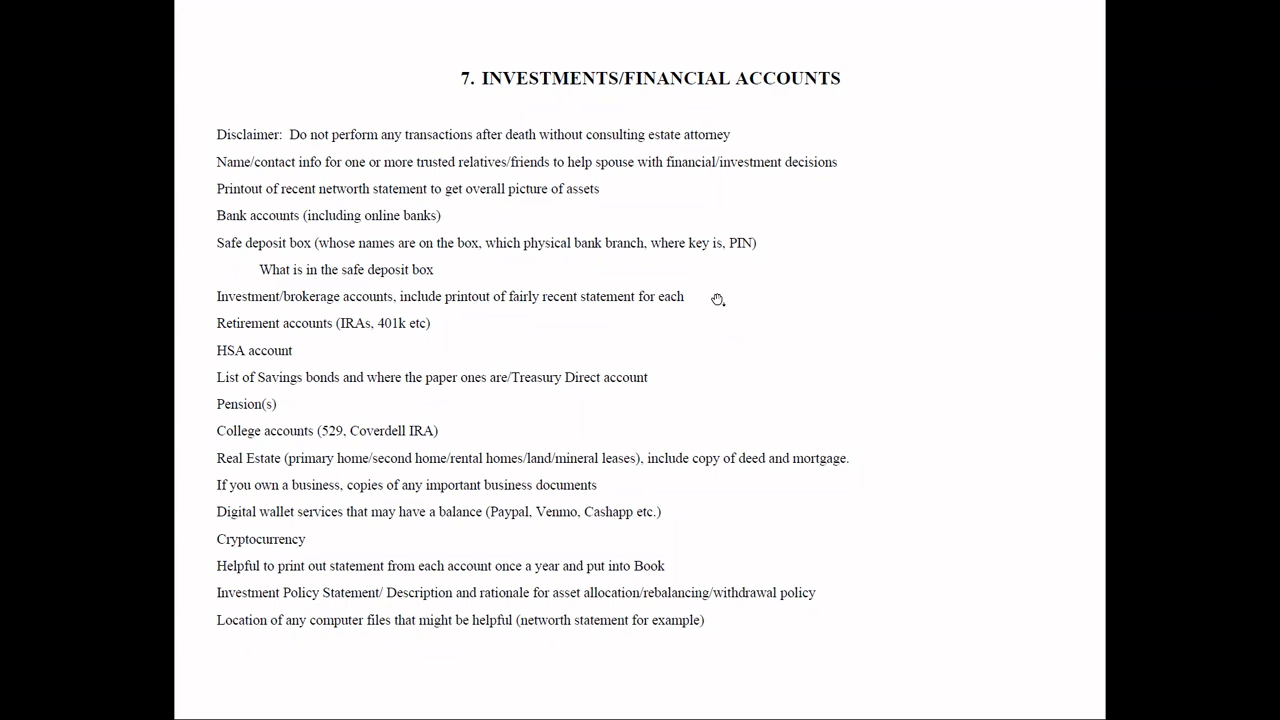 7. INVESTMENTS/FINANCIAL ACCOUNTS
Disclaimer: Do not perform any transactions after death without consulting estate attorney
Name/contact info for one or more trusted relatives/friends to help spouse with financial/investment decisions
Printout of recent networth statement to get overall picture of assets
Bank accounts (including online banks)
Safe deposit box (whose names are on the box, which physical bank branch, where key is, PIN)
What is in the safe deposit box
Investment/brokerage accounts, include printout of fairly recent statement for each
Retirement accounts (IRAs, 401k etc)
HSA account
List of Savings bonds and where the paper ones are/Treasury Direct account
Pension(s)
College accounts (529, Coverdell IRA)
Real Estate (primary home/second home/rental homes/land/mineral leases), include copy of deed and mortgage.
If you own a business, copies of any important business documents
Digital wallet services that may have a balance (Paypal, Venmo, Cashapp etc.)
Cryptocurrency
Helpful to print out statement from each account once a year and put into Book
Investment Policy Statement/ Description and rationale for asset allocation/rebalancing/withdrawal policy
Location of any computer files that might be helpful (networth statement for example)